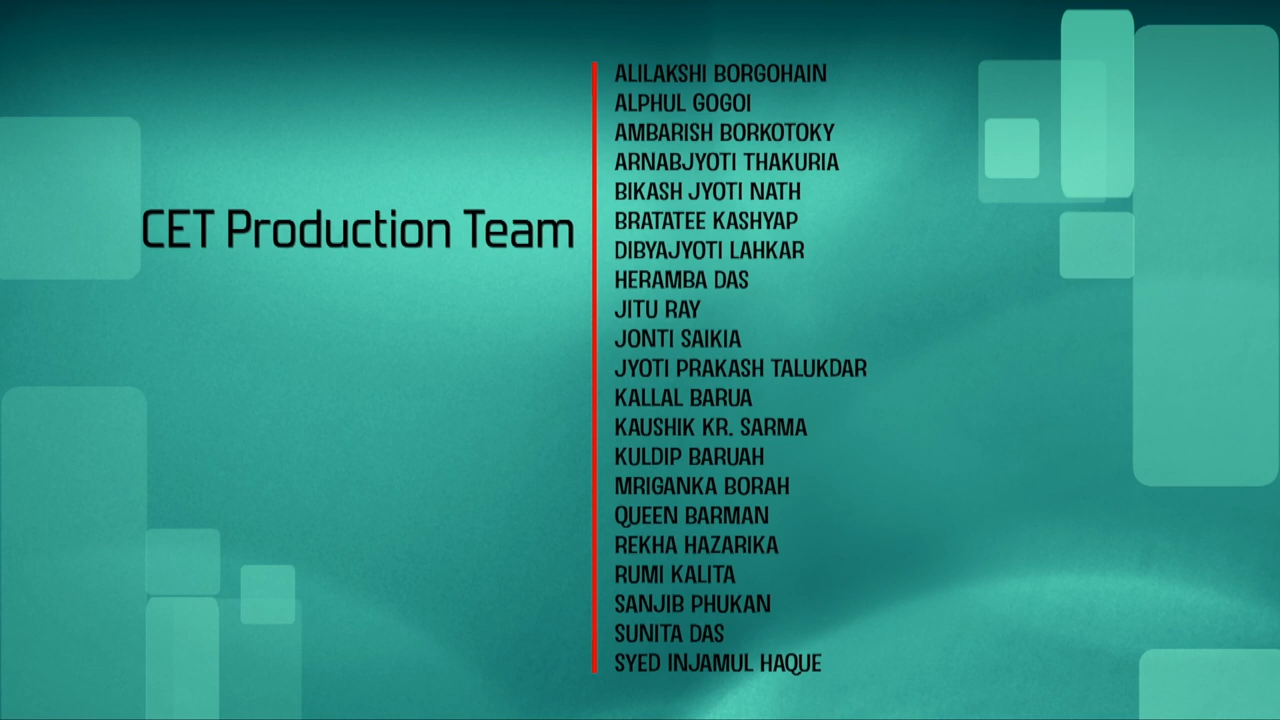 CET Production Team
ALILAKSHI BORGOHAIN
ALPHUL GOGOI
AMBARISH BORKOTOKY
ARNABJYOTI THAKURIA
BIKASH JYOTI NATH
BRATATEE KASHYAP
DIBYAJYOTI LAHKAR
HERAMBA DAS
JITU RAY
JONTI SAIKIA
JYOTI PRAKASH TALUKDAR
KALLAL BARUA
KAUSHIK KR. SARMA
KULDIP BARUAH
MRIGANKA BORAH
QUEEN BARMAN
REKHA HAZARIKA
RUMI KALITA
SANJIB PHUKAN
SUNITA DAS
SYED INJAMUL HAQUE